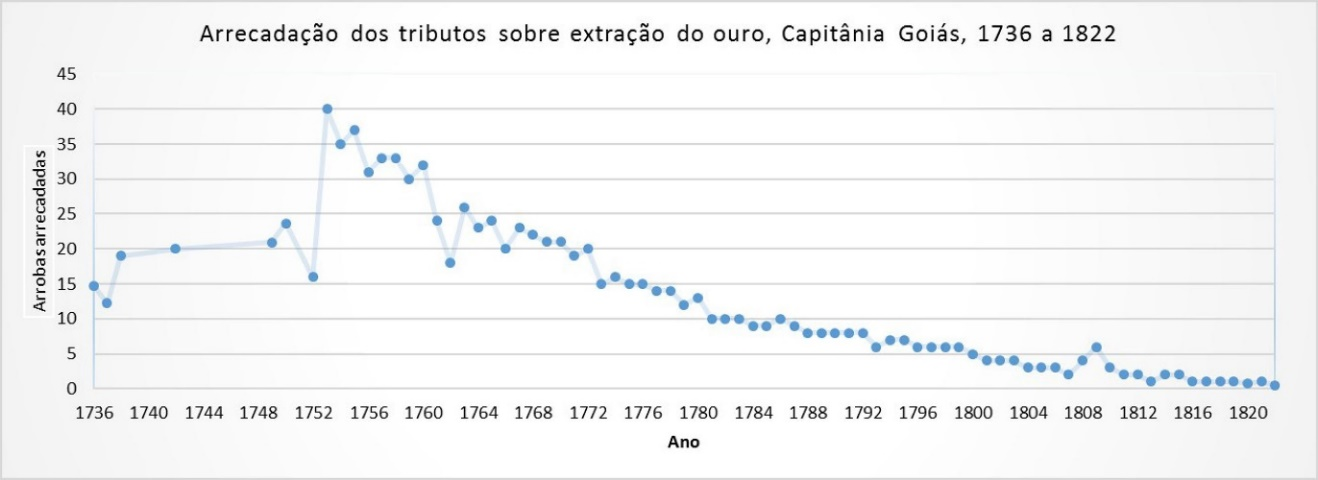 Arrecadação dos tributos sobre extração do ouro, Capitânia Goiás, 1736 a 1822
45
40
35
30
25
20
15
10
5
0
Arrobas arrecadadas
1736 1740 1744 1748 1752 1756 1760 1764 1768 1772 1776 1780 1784 1788 1792 1796 1800 1804 1808 1812 1816 1820
Ano